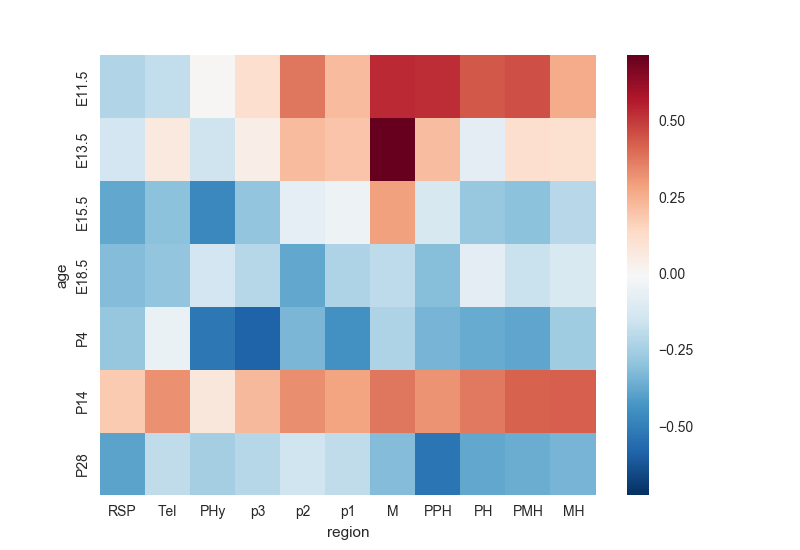 E11.5
E13.5
E15.5
E18.5
P4
P14
P28
age
RSP Tel PHy p3 p2 p1 M PPH PH PMH MH
region
0.50
0.25
0.00
−0.25
−0.50